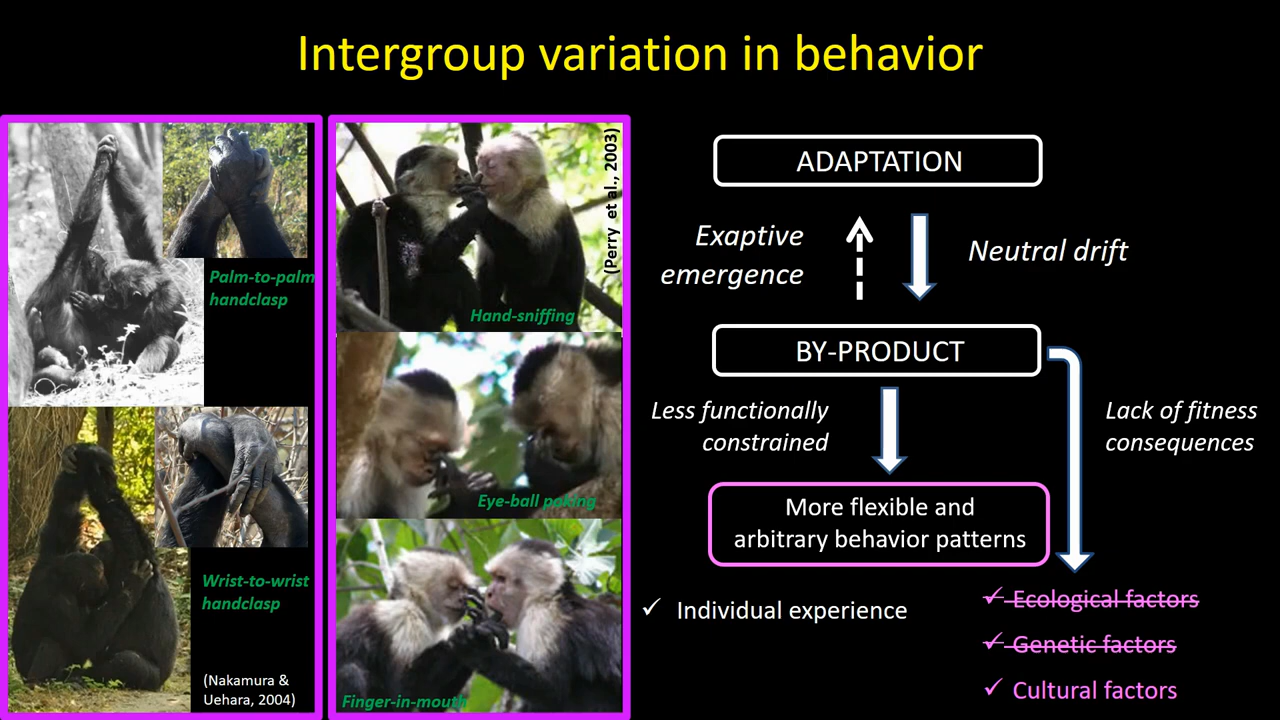 Intergroup variation in behavior
Palm-to-palm
handclasp
Wrist-to-wrist
handclasp
(Nakamura &
Uehara, 2004)
(Perry et al., 2003)
Hand-sniffing
Eye-ball poking
Finger-in-mouth
ADAPTATION
Exaptive
emergence
Neutral drift
BY-PRODUCT
Less functionally
constrained
Lack of fitness
consequences
More flexible and
arbitrary behavior patterns
✓ Individual experience
✓ Ecological factors
✓ Genetic factors
✓ Cultural factors